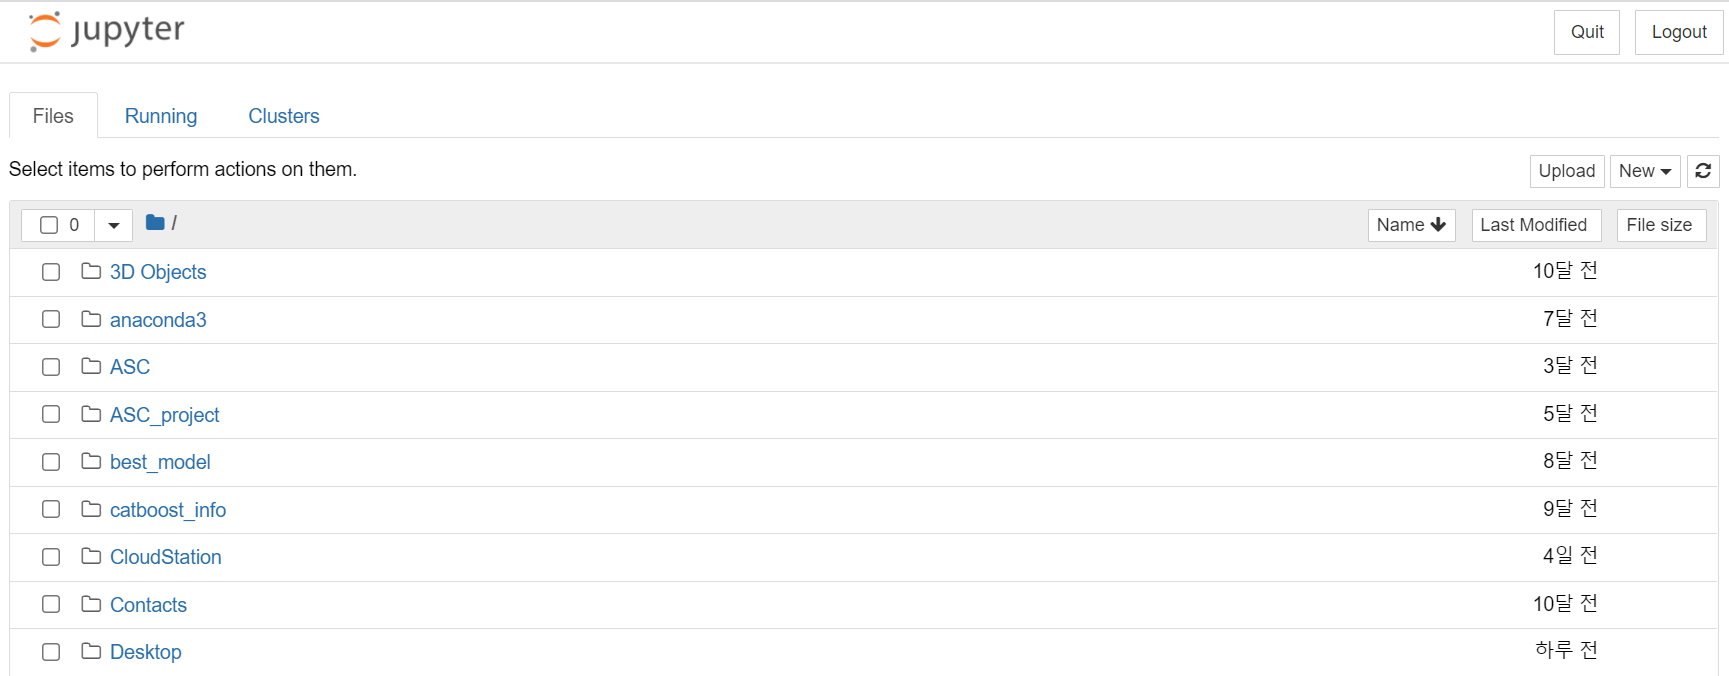 jupyter Quit Logout
Files Running Clusters
Select items to perform actions on them. Upload New
0 / Name Last Modified File size
3D Objects 10달 전
anaconda3 7달 전
ASC 3달 전
ASC_project 5달 전
best_model 8달 전
catboost_info 9달 전
CloudStation 4일 전
Contacts 10달 전
Desktop 하루 전